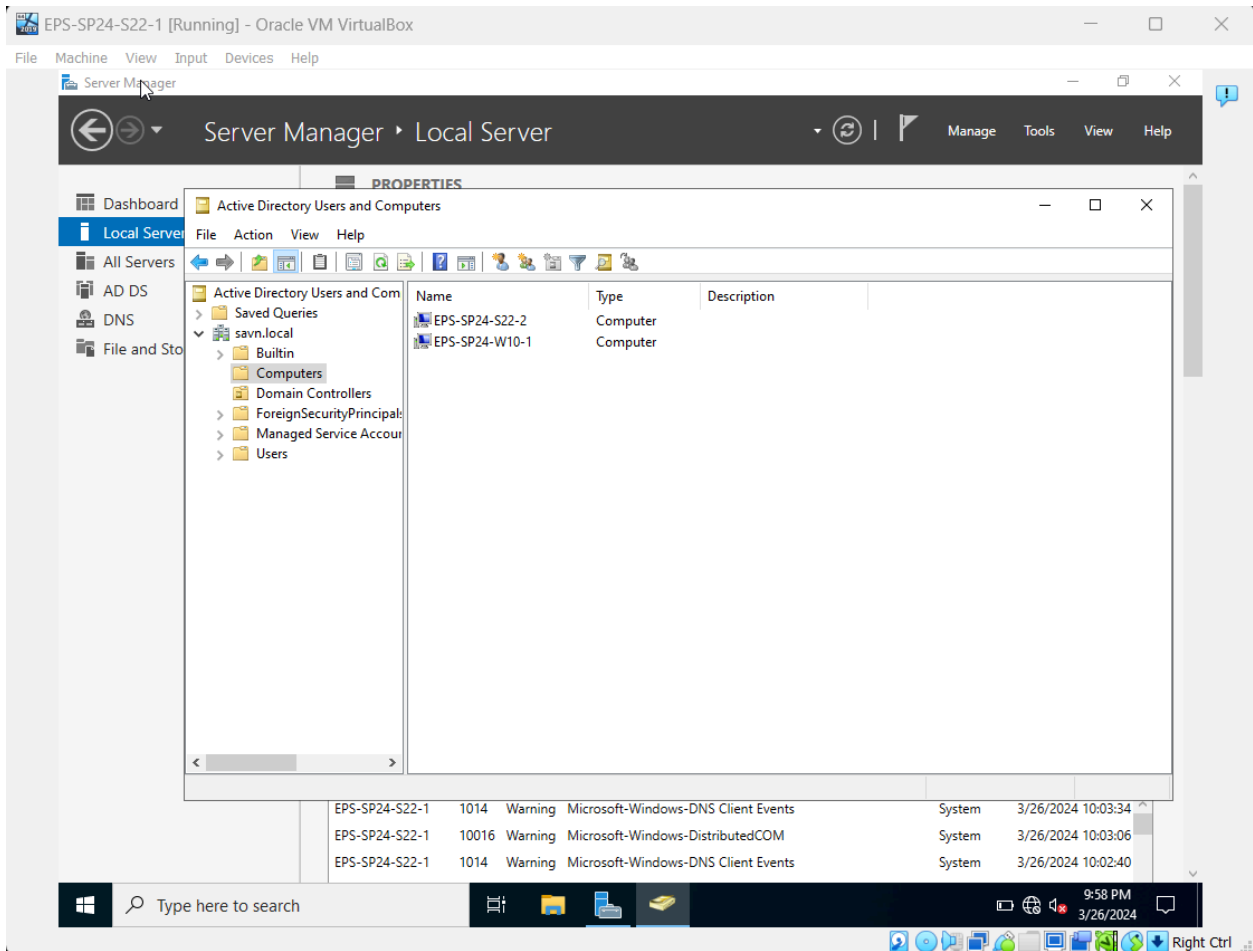 EPS-SP24-S22-1 [Running] - Oracle VM VirtualBox
File Machine View Input Devices Help
Server Manager
Server Manager Local Server
Manage Tools View Help
PROPERTIES
Dashboard
Local Server
All Servers
AD DS
DNS
File and Sto
Active Directory Users and Computers
File Action View Help
Active Directory Users and Com
Saved Queries
savn.local
Builtin
Computers
Domain Controllers
ForeignSecurityPrincipals
Managed Service Accour
Users
Name Type Description
EPS-SP24-S22-2 Computer
EPS-SP24-W10-1 Computer
EPS-SP24-S22-1 1014 Warning Microsoft-Windows-DNS Client Events System 3/26/2024 10:03:34
EPS-SP24-S22-1 10016 Warning Microsoft-Windows-DistributedCOM System 3/26/2024 10:03:06
EPS-SP24-S22-1 1014 Warning Microsoft-Windows-DNS Client Events System 3/26/2024 10:02:40
Type here to search
9:58 PM
3/26/2024
Right Ctrl